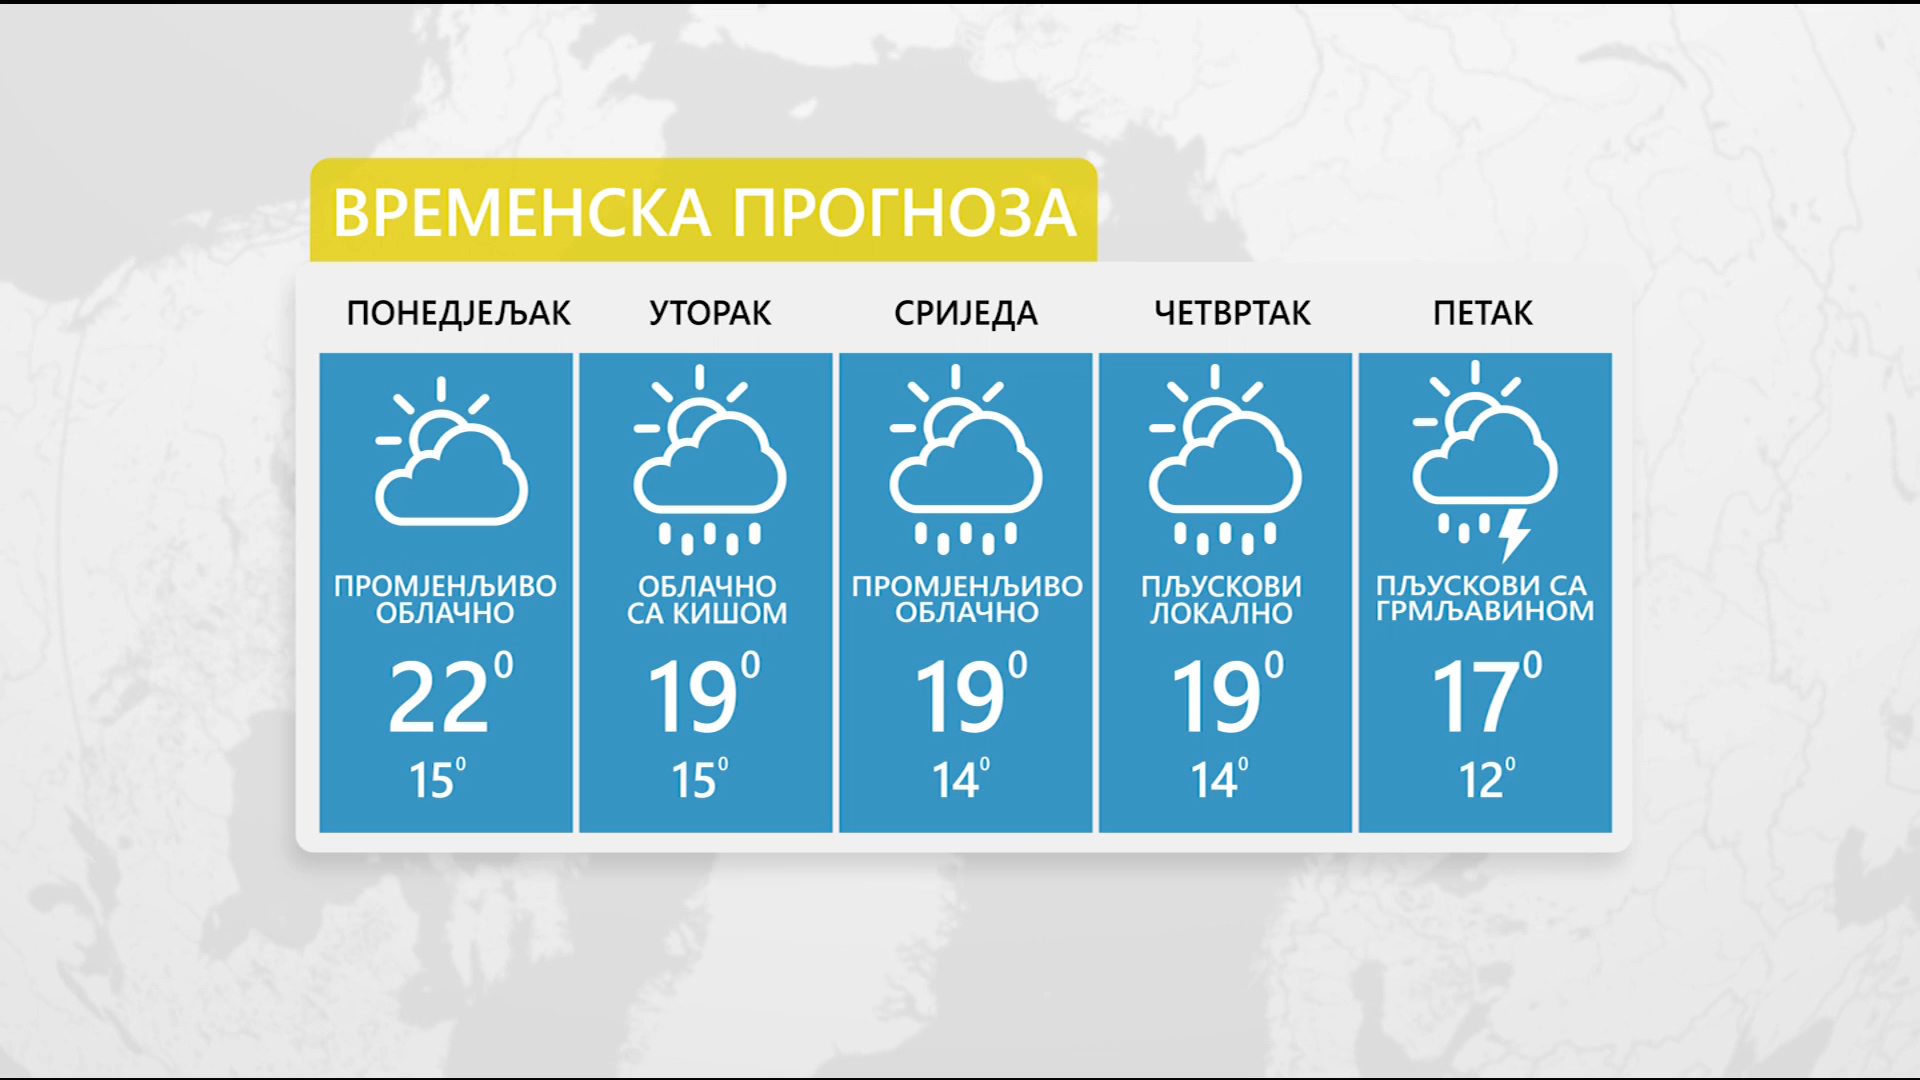 ВРЕМЕНСКА ПРОГНОЗА
ПОНЕДЈЕЉАК УТОРАК СРИЈЕДА ЧЕТВРТАК ПЕТАК
ПРОМЈЕНЉИВО
ОБЛАЧНО
22⁰
15⁰
ОБЛАЧНО
СА КИШОМ
19⁰
15⁰
ПРОМЈЕНЉИВО
ОБЛАЧНО
19⁰
14⁰
ПЉУСКОВИ
ЛОКАЛНО
19⁰
14⁰
ПЉУСКОВИ СА
ГРМЉАВИНОМ
17⁰
12⁰